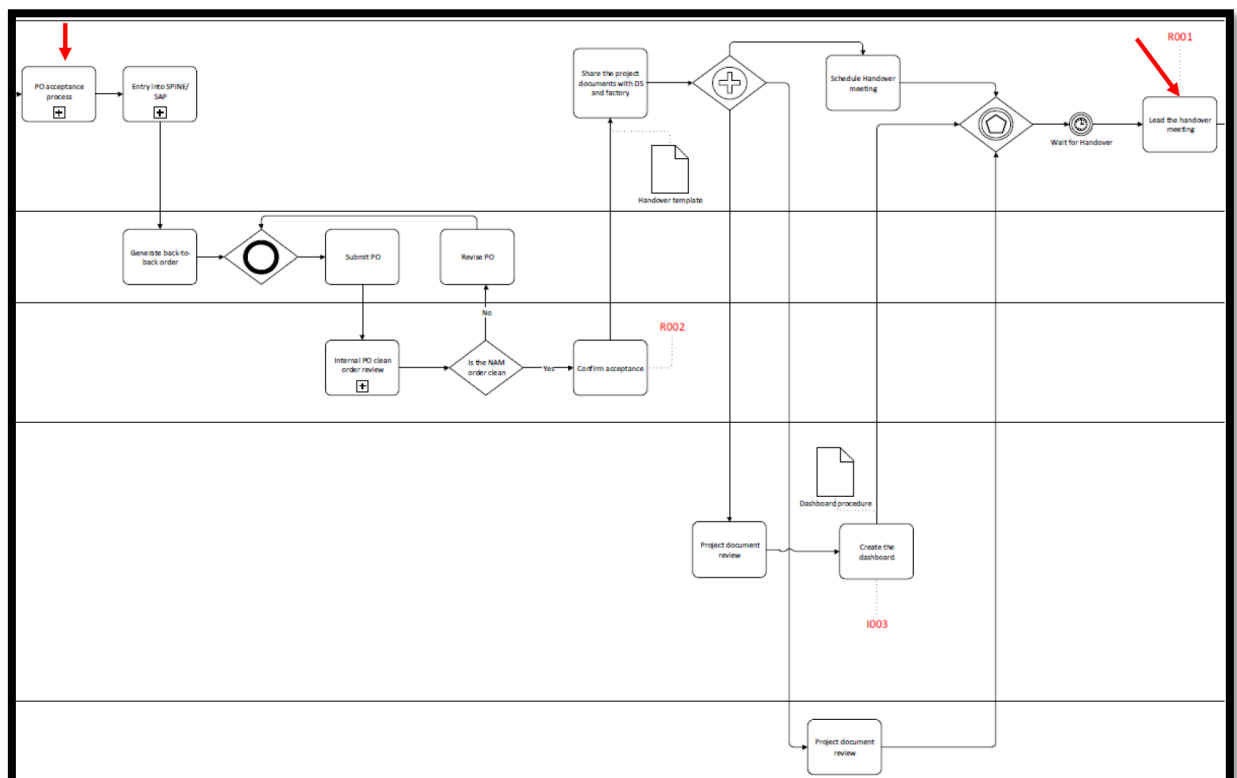 R001
PO acceptance
process
Entry into SPINE/
SAP
Share the project
documents with DS
and factory
Schedule Handover
meeting
Lead the handover
meeting
Wait for Handover
Handover template
Generate back-to-
back order
Submit PO
Revise PO
No
R002
Internal PO clean
order review
Is the NAM
order clean
Yes
Confirm acceptance
Dashboard procedure
Project document
review
Create the
dashboard
I003
Project document
review